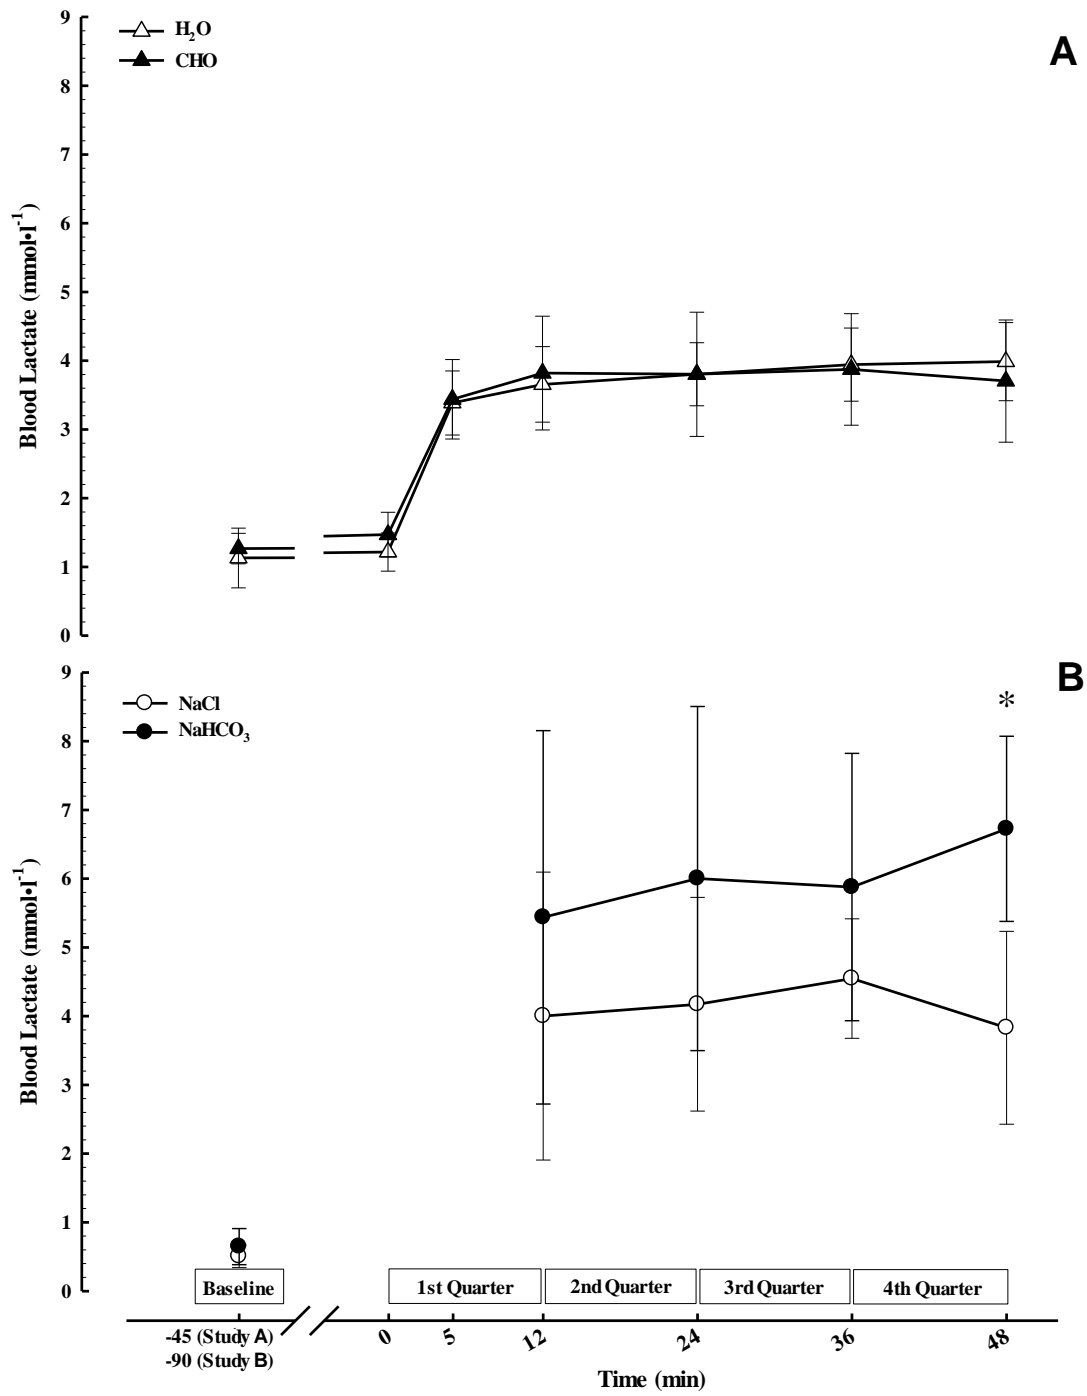 9
H₂O
A
CHO
8
7
6
5
4
3
2
1
0
Blood Lactate (mmol•l⁻¹)
9
B
NaCl
*
NaHCO₃
8
7
6
5
4
3
2
1
0
Blood Lactate (mmol•l⁻¹)
Baseline 1st Quarter 2nd Quarter 3rd Quarter 4th Quarter
-45 (Study A) 0 5 12 24 36 48
-90 (Study B)
Time (min)